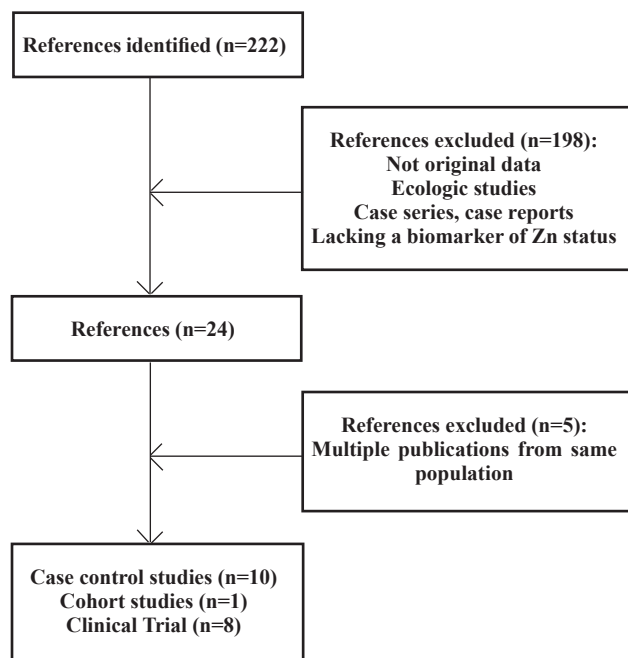 References identified (n=222)
References excluded (n=198):
Not original data
Ecologic studies
Case series, case reports
Lacking a biomarker of Zn status
References (n=24)
References excluded (n=5):
Multiple publications from same
population
Case control studies (n=10)
Cohort studies (n=1)
Clinical Trial (n=8)